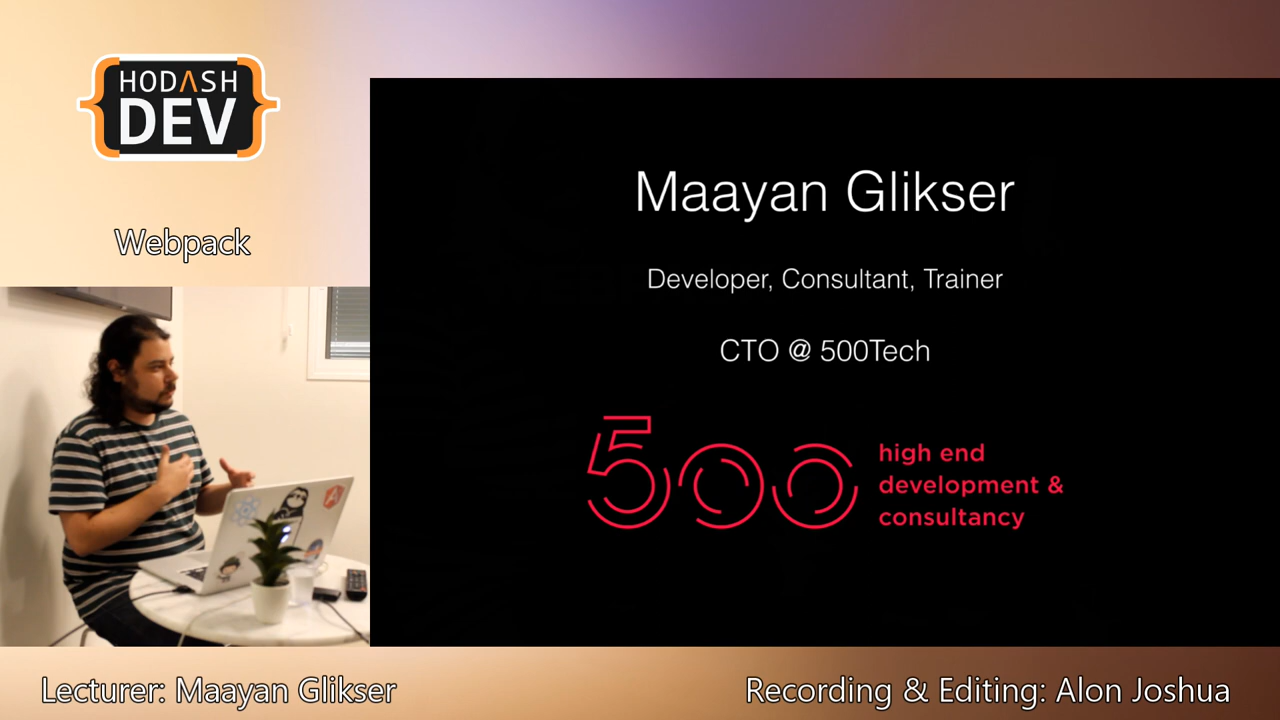 HODASH
DEV
Webpack
Maayan Glikser
Developer, Consultant, Trainer
CTO @ 500Tech
500
high end
development &
consultancy
Lecturer: Maayan Glikser
Recording & Editing: Alon Joshua